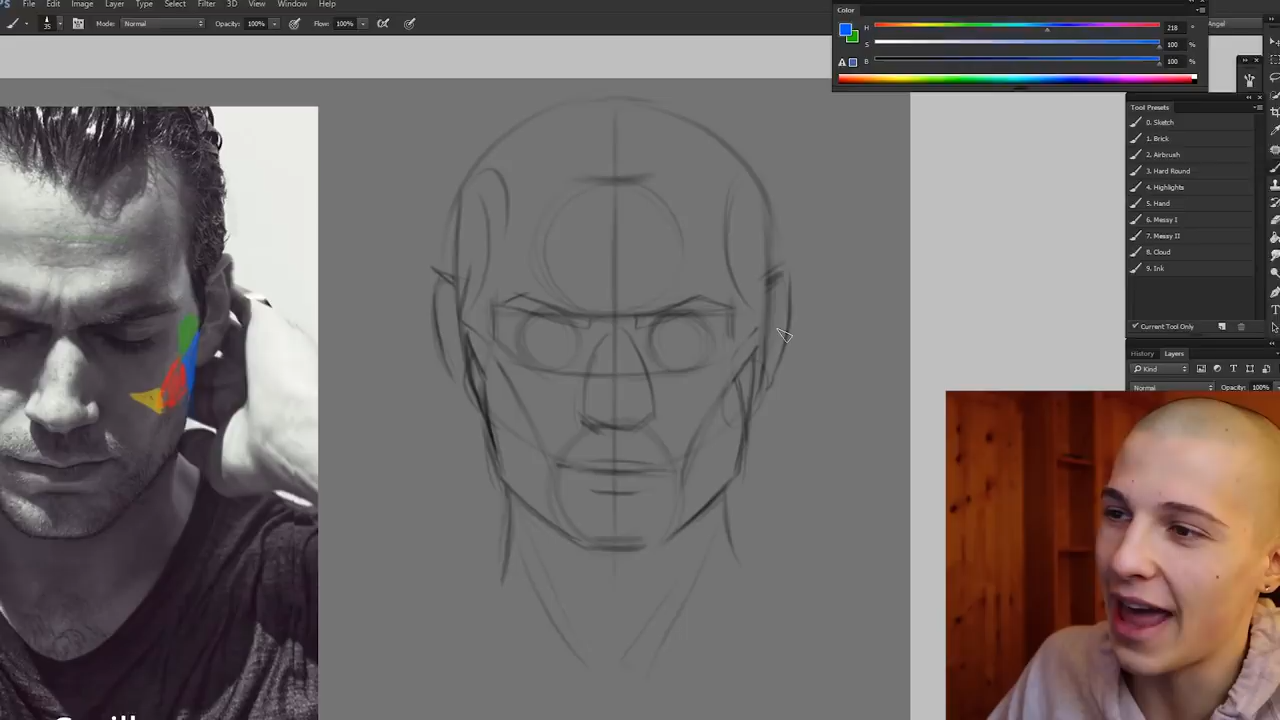 File Edit Image Layer Type Select Filter 3D View Window Help
35 Mode: Normal Opacity: 100% Flow: 100%
Angel
Color
H 218 °
S 100 %
B 100 %
Tool Presets
0. Sketch
1. Brick
2. Airbrush
3. Hard Round
4. Highlights
5. Hand
6. Messy I
7. Messy II
8. Cloud
9. Ink
Current Tool Only
History Layers
Kind
Normal Opacity: 100%